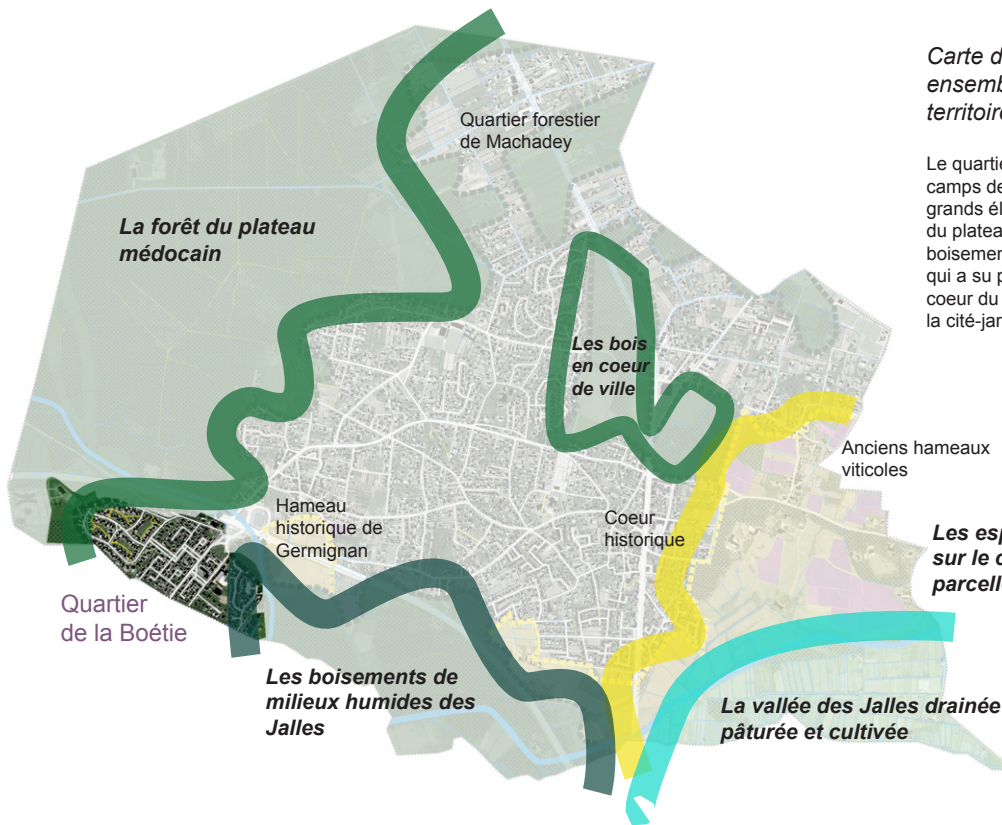 Carte d
ensemb
territoire
Le quartie
camps de
grands él
du platea
boisemen
qui a su p
coeur du
la cité-jar
Quartier forestier
de Machadey
La forêt du plateau
médocain
Les bois
en coeur
de ville
Anciens hameaux
viticoles
Hameau
historique de
Germignan
Coeur
historique
Les esp
sur le c
parcell
Quartier
de la Boétie
Les boisements de
milieux humides des
Jalles
La vallée des Jalles drainée
pâturée et cultivée